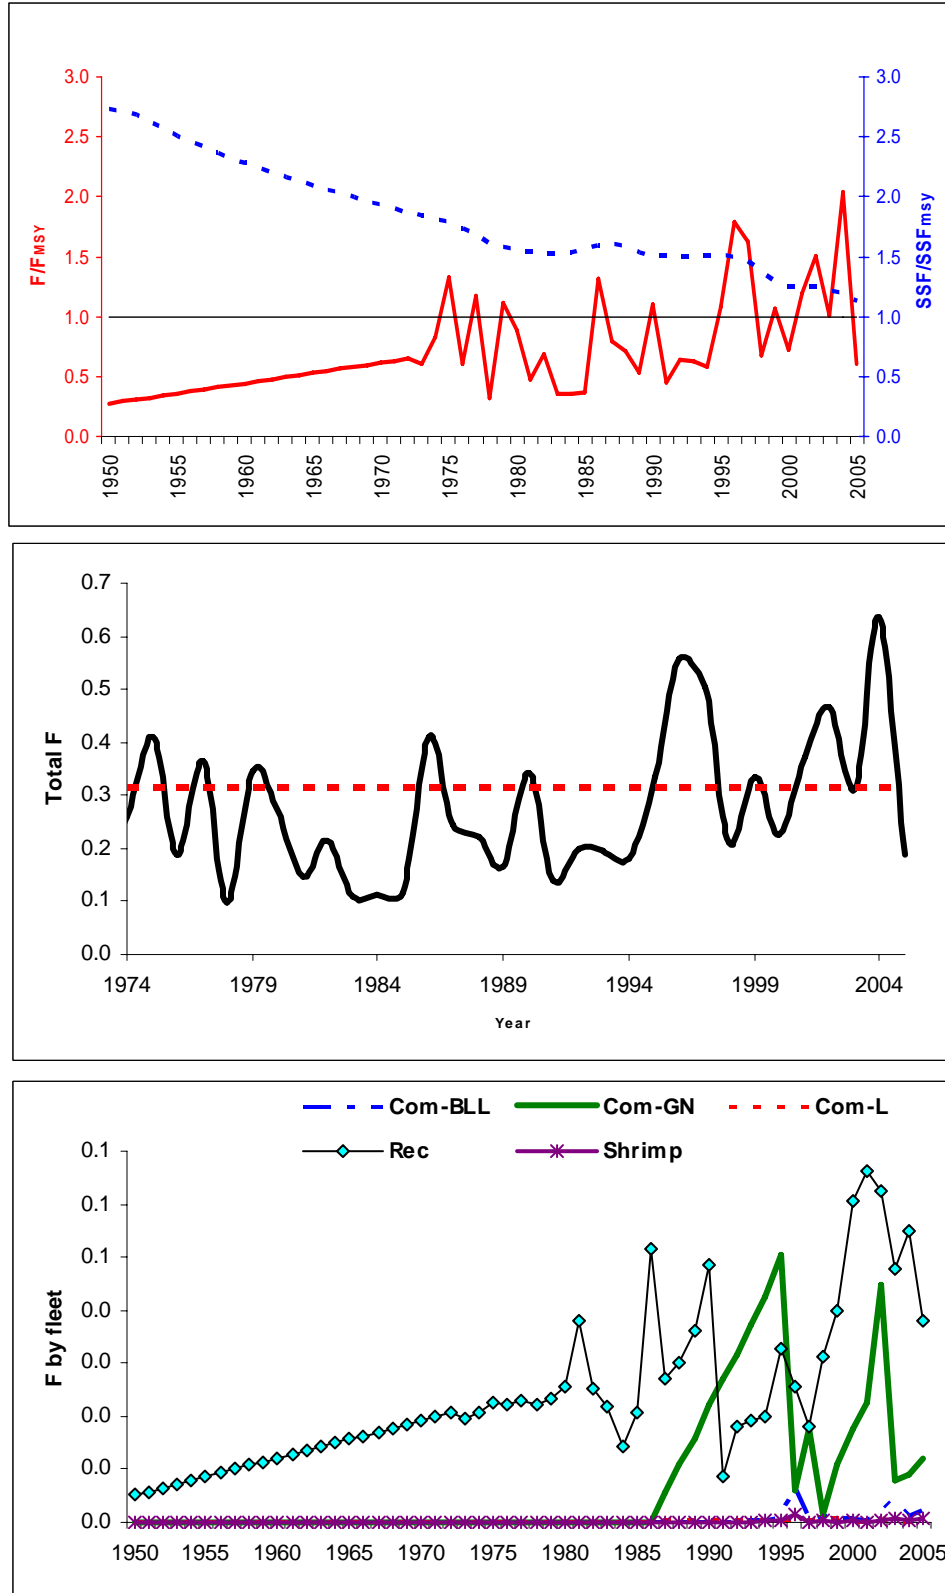 3.0 3.0
2.5 2.5
2.0 2.0
1.5 1.5
1.0 1.0
0.5 0.5
0.0 0.0
F/FMSY
SSF/SSFmsy
1950 1955 1960 1965 1970 1975 1980 1985 1990 1995 2000 2005
0.7
0.6
0.5
0.4
0.3
0.2
0.1
0.0
Total F
1974 1979 1984 1989 1994 1999 2004
Year
Com-BLL Com-GN Com-L
Rec Shrimp
0.1
0.1
0.1
0.0
0.0
0.0
0.0
0.0
F by fleet
1950 1955 1960 1965 1970 1975 1980 1985 1990 1995 2000 2005